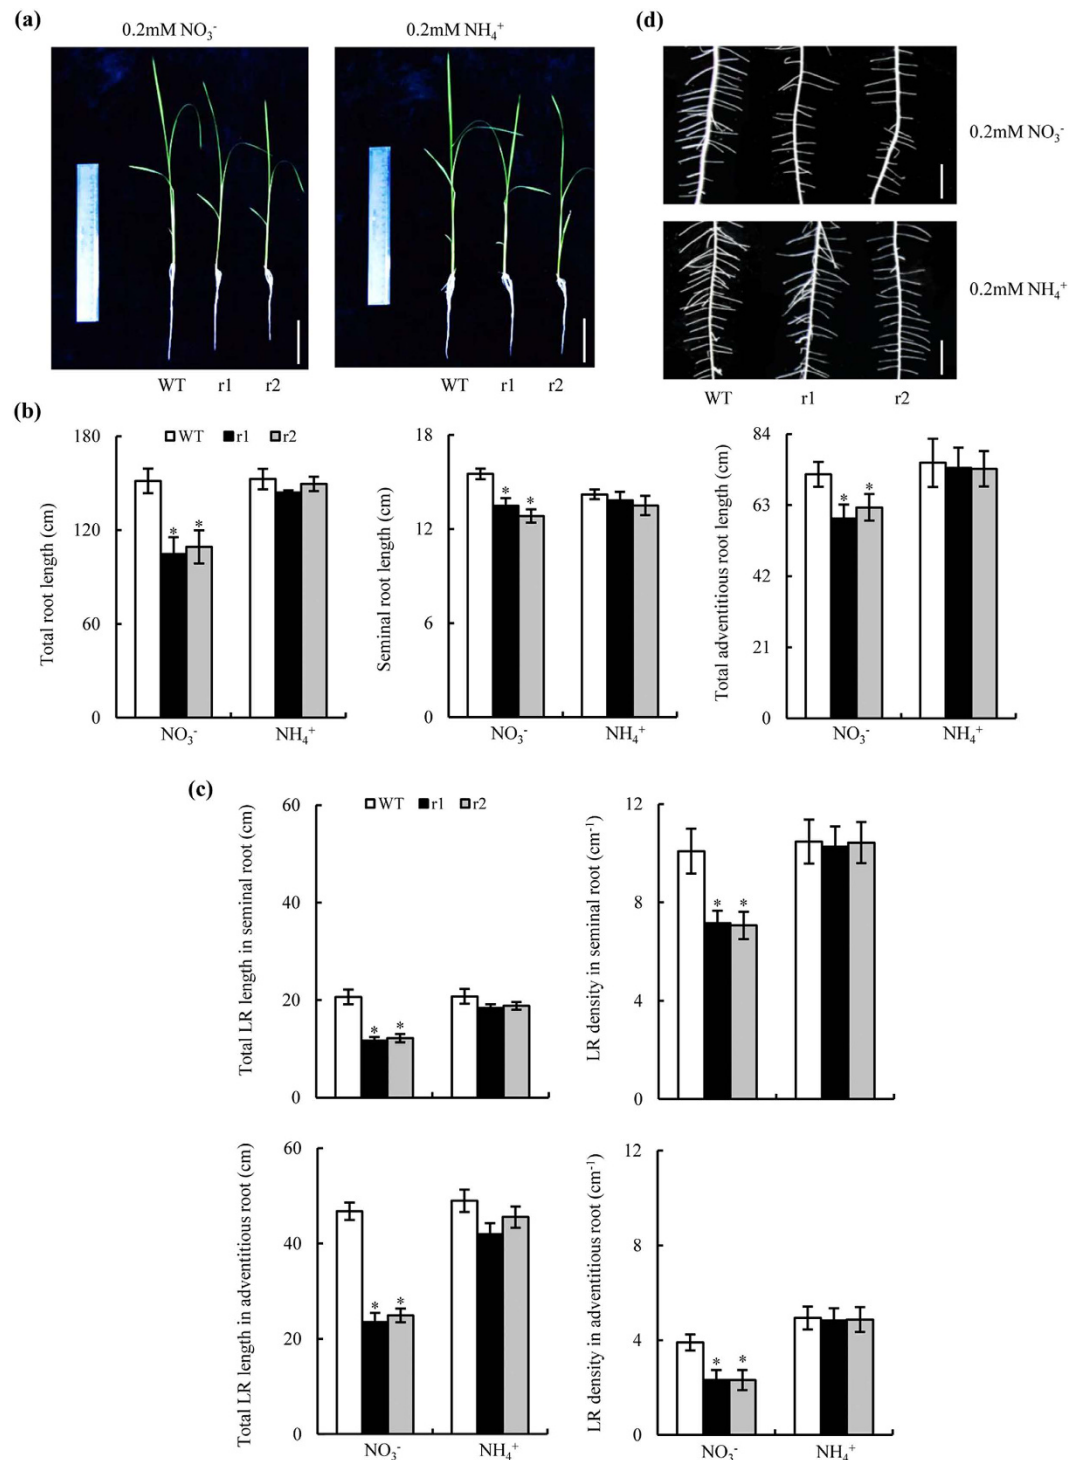 (a)
0.2mM NO₃⁻
0.2mM NH₄⁺
WT r1 r2
WT r1 r2
(d)
0.2mM NO₃⁻
0.2mM NH₄⁺
WT r1 r2
(b)
WT r1 r2
Total root length (cm)
180
120
60
0
* *
NO₃⁻ NH₄⁺
Seminal root length (cm)
18
12
6
0
* *
NO₃⁻ NH₄⁺
Total adventitious root length (cm)
84
63
42
21
0
* *
NO₃⁻ NH₄⁺
(c)
WT r1 r2
Total LR length in seminal root (cm)
60
40
20
0
* *
LR density in seminal root (cm⁻¹)
12
8
4
0
* *
Total LR length in adventitious root (cm)
60
40
20
0
* *
NO₃⁻ NH₄⁺
LR density in adventitious root (cm⁻¹)
12
8
4
0
* *
NO₃⁻ NH₄⁺